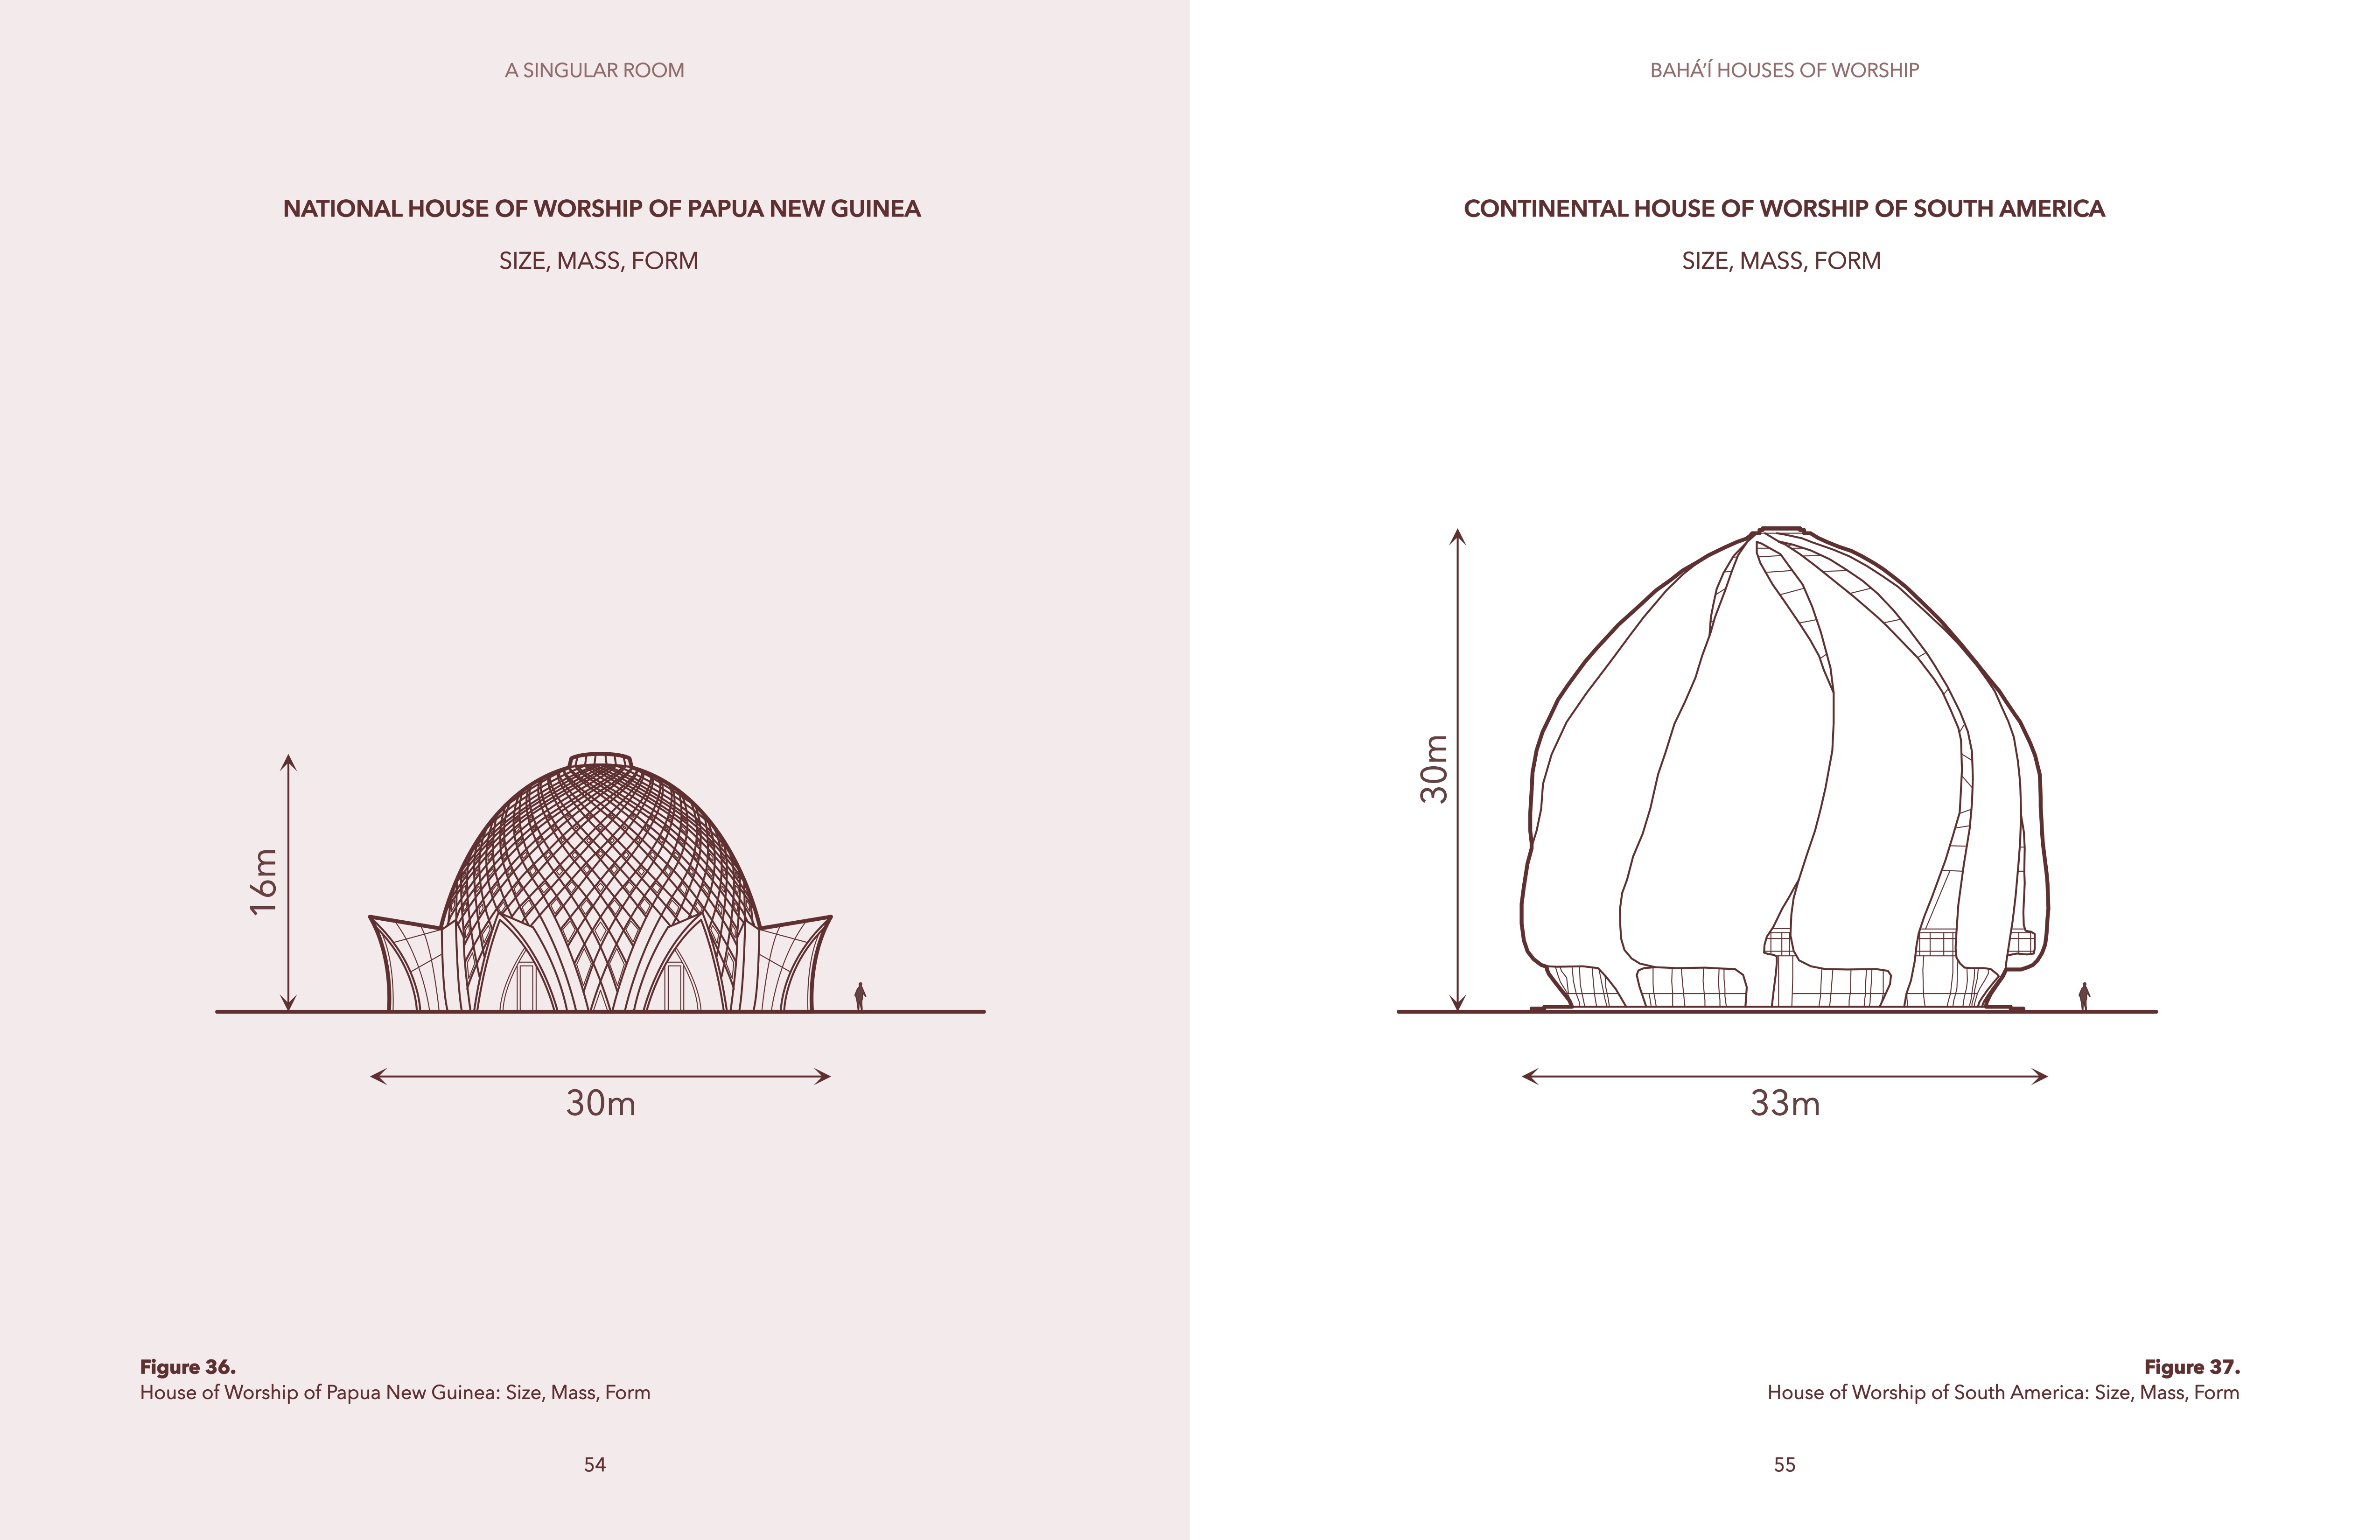 A SINGULAR ROOM
NATIONAL HOUSE OF WORSHIP OF PAPUA NEW GUINEA
SIZE, MASS, FORM
16m
30m
Figure 36.
House of Worship of Papua New Guinea: Size, Mass, Form
54
BAHÁ’Í HOUSES OF WORSHIP
CONTINENTAL HOUSE OF WORSHIP OF SOUTH AMERICA
SIZE, MASS, FORM
30m
33m
Figure 37.
House of Worship of South America: Size, Mass, Form
55